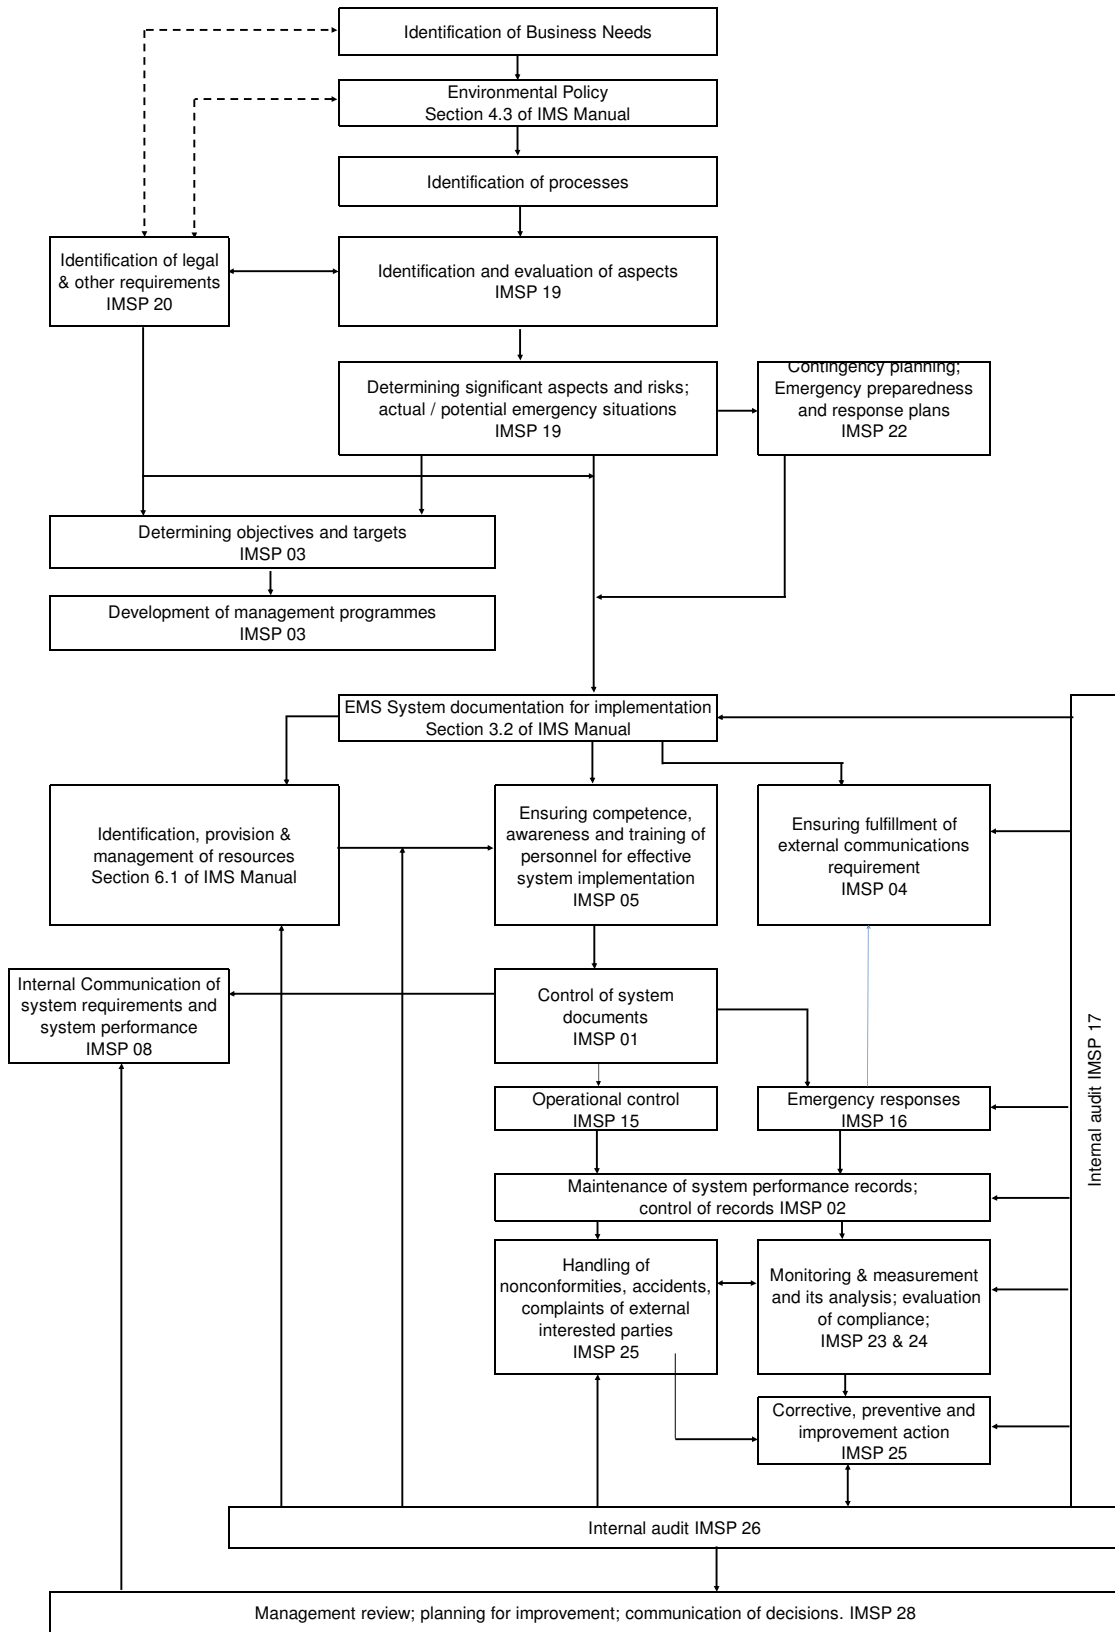 Identification of Business Needs
Environmental Policy
Section 4.3 of IMS Manual
Identification of processes
Identification of legal
& other requirements
IMSP 20
Identification and evaluation of aspects
IMSP 19
Determining significant aspects and risks;
actual / potential emergency situations
IMSP 19
Contingency planning;
Emergency preparedness
and response plans
IMSP 22
Determining objectives and targets
IMSP 03
Development of management programmes
IMSP 03
EMS System documentation for implementation
Section 3.2 of IMS Manual
Identification, provision &
management of resources
Section 6.1 of IMS Manual
Ensuring competence,
awareness and training of
personnel for effective
system implementation
IMSP 05
Ensuring fulfillment of
external communications
requirement
IMSP 04
Internal Communication of
system requirements and
system performance
IMSP 08
Control of system
documents
IMSP 01
Internal audit IMSP 17
Operational control
IMSP 15
Emergency responses
IMSP 16
Maintenance of system performance records;
control of records IMSP 02
Handling of
nonconformities, accidents,
complaints of external
interested parties
IMSP 25
Monitoring & measurement
and its analysis; evaluation
of compliance;
IMSP 23 & 24
Corrective, preventive and
improvement action
IMSP 25
Internal audit IMSP 26
Management review; planning for improvement; communication of decisions. IMSP 28